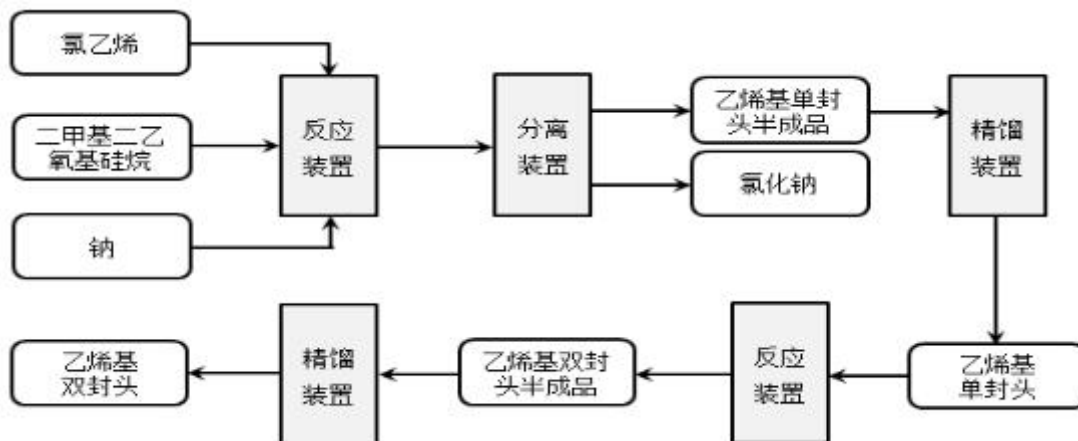 氯乙烯
二甲基二乙
氧基硅烷
钠
反应
装置
分离
装置
乙烯基单封
头半成品
氯化钠
精馏
装置
乙烯基
单封头
反应
装置
乙烯基双封
头半成品
精馏
装置
乙烯基
双封头